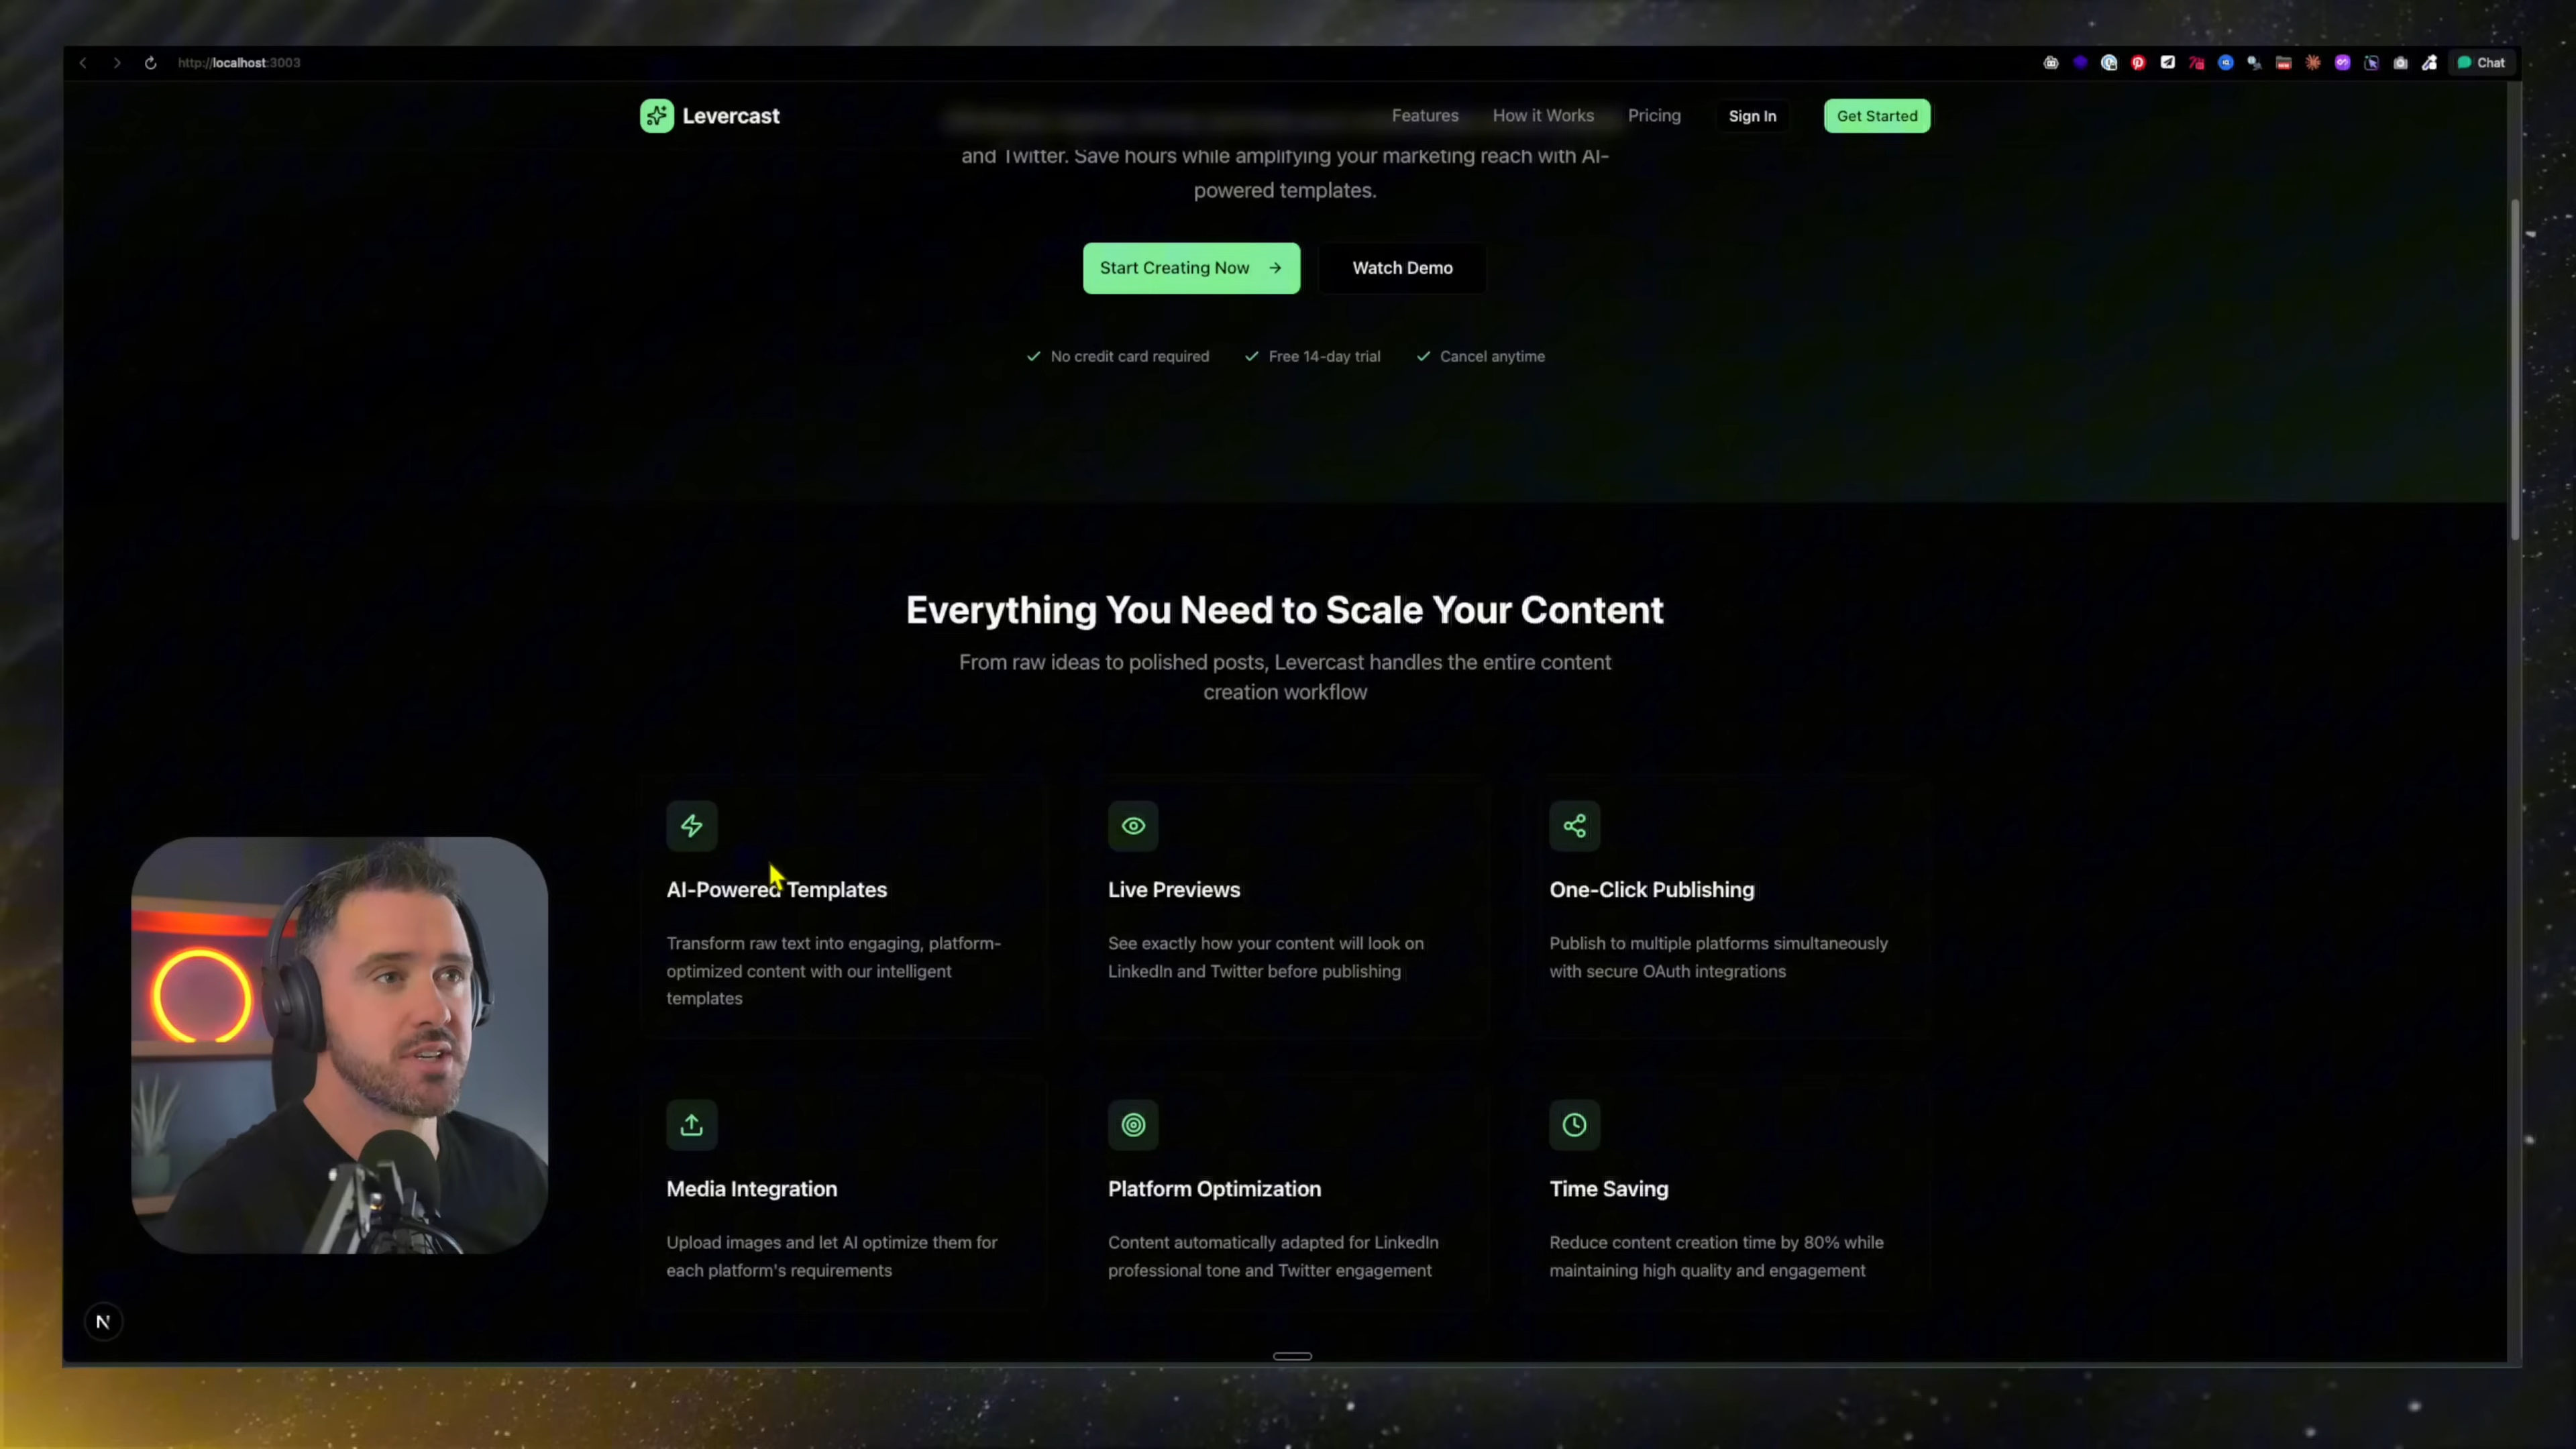 http://localhost:3003
Chat
Levercast
Features
How it Works
Pricing
Sign In
Get Started
and Twitter. Save hours while amplifying your marketing reach with AI-
powered templates.
Start Creating Now
Watch Demo
No credit card required
Free 14-day trial
Cancel anytime
Everything You Need to Scale Your Content
From raw ideas to polished posts, Levercast handles the entire content
creation workflow
AI-Powered Templates
Transform raw text into engaging, platform-
optimized content with our intelligent
templates
Live Previews
See exactly how your content will look on
LinkedIn and Twitter before publishing
One-Click Publishing
Publish to multiple platforms simultaneously
with secure OAuth integrations
Media Integration
Upload images and let AI optimize them for
each platform's requirements
Platform Optimization
Content automatically adapted for LinkedIn
professional tone and Twitter engagement
Time Saving
Reduce content creation time by 80% while
maintaining high quality and engagement
N